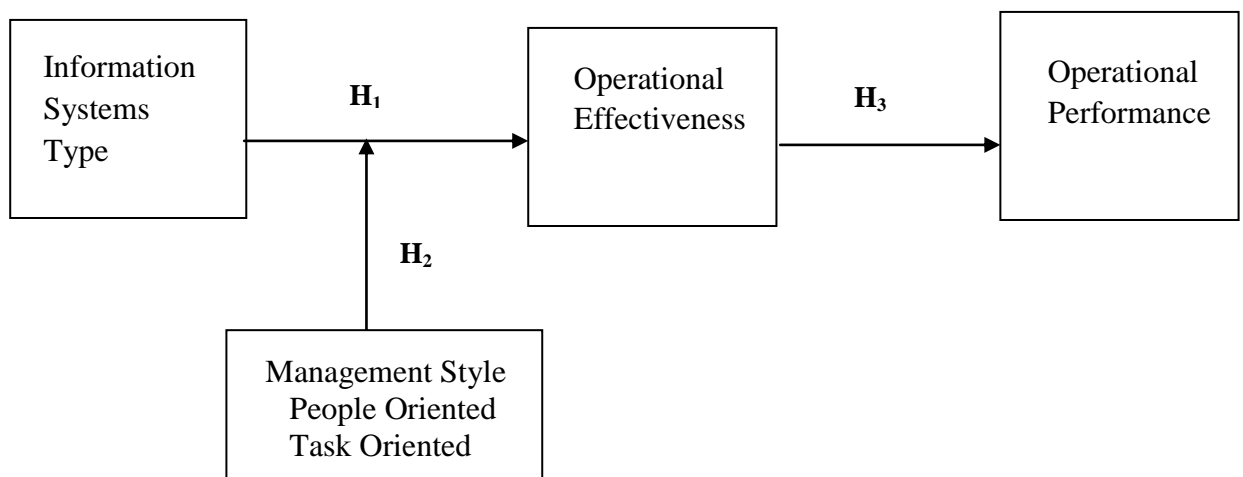 Information
Systems
Type
H₁
Operational
Effectiveness
H₃
Operational
Performance
H₂
Management Style
People Oriented
Task Oriented